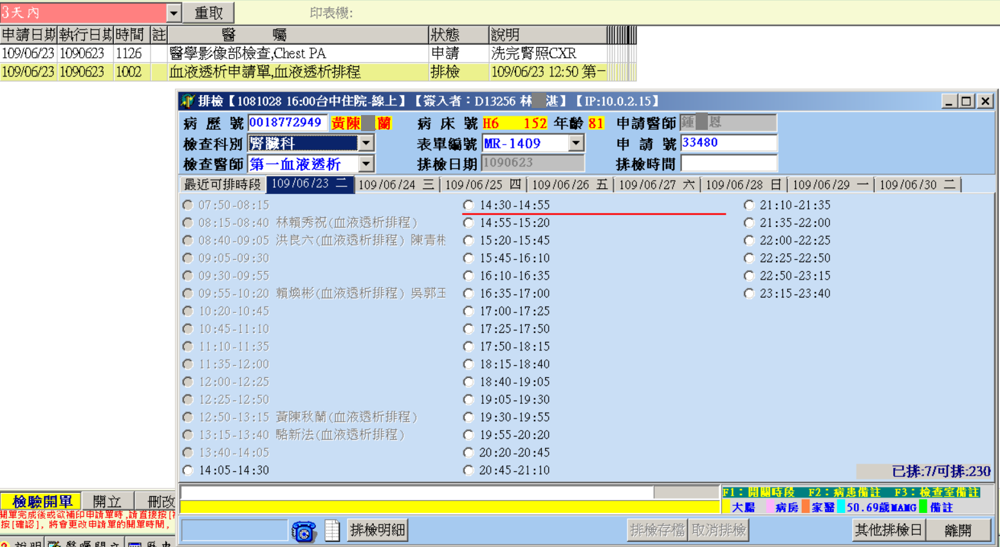 3天內 重取 印表機:
申請日期 執行日期 時間 註 醫 囑 狀態 說明
109/06/23 1090623 1126 醫學影像部檢查,Chest PA 申請 洗完腎照CXR
109/06/23 1090623 1002 血液透析申請單,血液透析排程 排檢 109/06/23 12:50 第一
排檢【1081028 16:00台中住院-線上】【簽入者：D13256 林 湛】【IP:10.0.2.15】
病 歷 號 0018772949 黃陳 蘭 病 床 號 H6 152 年齡 81 申請醫師 鍾 恩
檢查科別 腎臟科 表單編號 MR-1409 申 請 號 33480
檢查醫師 第一血液透析 排檢日期 1090623 排檢時間
最近可排時段 109/06/23 二 109/06/24 三 109/06/25 四 109/06/26 五 109/06/27 六 109/06/28 日 109/06/29 一 109/06/30 二
07:50-08:15 14:30-14:55 21:10-21:35
08:15-08:40 林賴秀祝(血液透析排程) 14:55-15:20 21:35-22:00
08:40-09:05 洪良六(血液透析排程) 陳青彬 15:20-15:45 22:00-22:25
09:05-09:30 15:45-16:10 22:25-22:50
09:30-09:55 16:10-16:35 22:50-23:15
09:55-10:20 賴煥彬(血液透析排程) 吳郭玉 16:35-17:00 23:15-23:40
10:20-10:45 17:00-17:25
10:45-11:10 17:25-17:50
11:10-11:35 17:50-18:15
11:35-12:00 18:15-18:40
12:00-12:25 18:40-19:05
12:25-12:50 19:05-19:30
12:50-13:15 黃陳秋蘭(血液透析排程) 19:30-19:55
13:15-13:40 駱新法(血液透析排程) 19:55-20:20
13:40-14:05 20:20-20:45
14:05-14:30 20:45-21:10
已排:7/可排:230
檢驗開單 開立 刪改
F1：開關時段 F2：病患備註 F3：檢查室備註
大腸 病房 家醫 50.69歲MAMG 備註
開單完成後或欲補印申請單時,請直接按[
按[確認], 將會更改申請單的開單時間,
排檢明細 排檢存檔 取消排檢 其他排檢日 離開
說明 醫囑開立 歷史